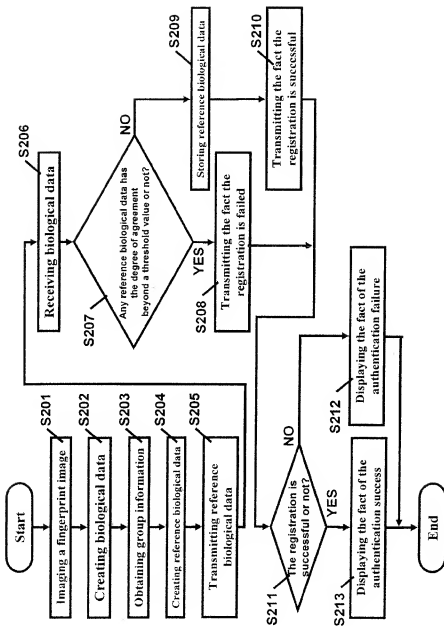 Start
S201
Imaging a fingerprint image
S202
Creating biological data
S203
Obtaining group information
S204
Creating reference biological data
S205
Transmitting reference
biological data
S206
Receiving biological data
S207
Any reference biological data has
the degree of agreement
beyond a threshold value or not?
NO
YES
S208
Transmitting the fact the
registration is failed
S209
Storing reference biological data
S210
Transmitting the fact the
registration is successful
S211
The registration is
successful or not?
NO
YES
S212
Displaying the fact of the
authentication failure
S213
Displaying the fact of the
authentication success
End